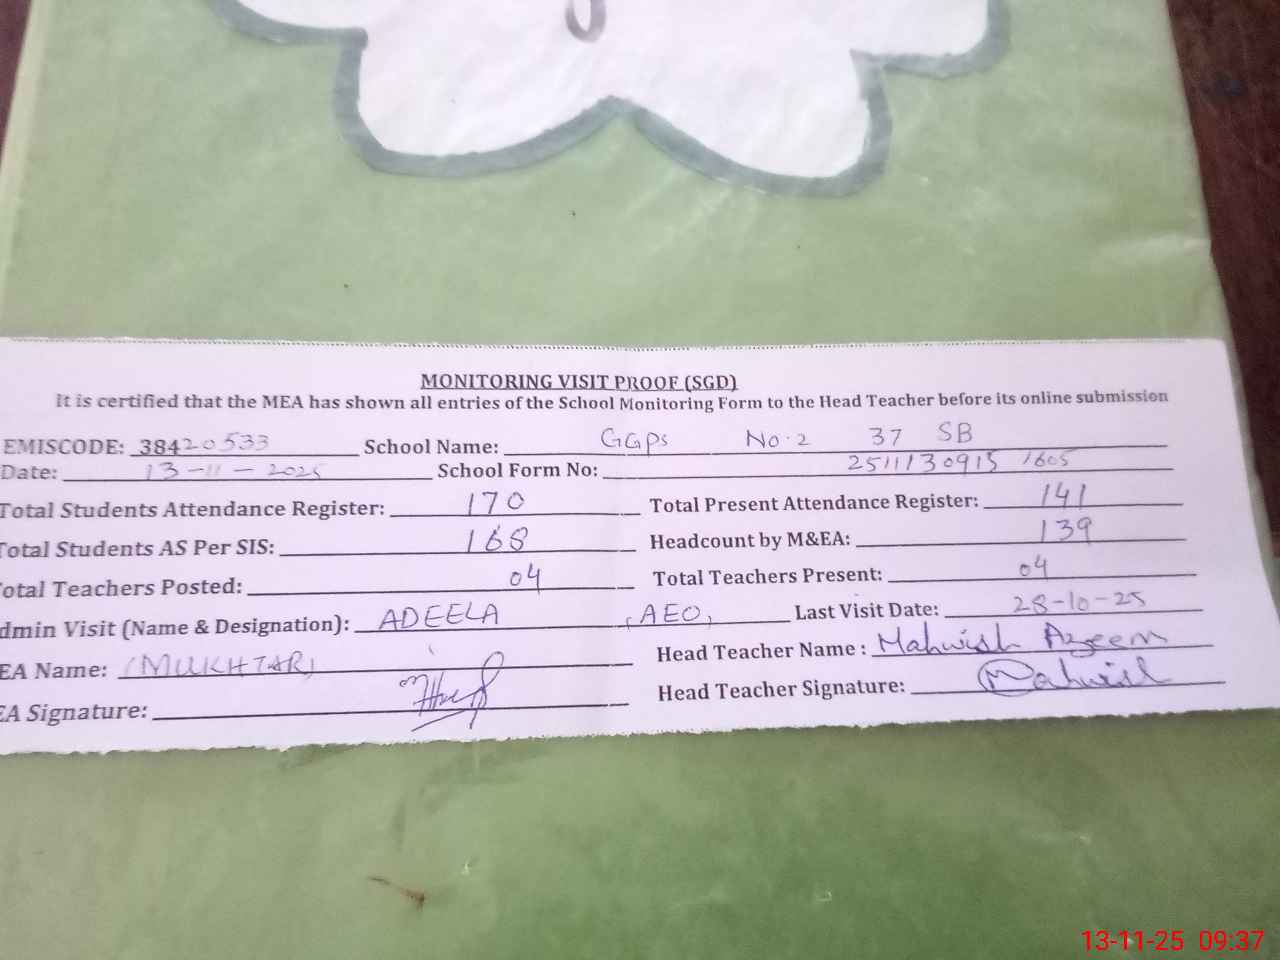 MONITORING VISIT PROOF (SGD)
It is certified that the MEA has shown all entries of the School Monitoring Form to the Head Teacher before its online submission
EMISCODE: 38420533 School Name: GGPS No.2 37 SB
Date: 13-11-2025 School Form No: 2511130915 1605
Total Students Attendance Register: 170 Total Present Attendance Register: 141
Total Students AS Per SIS: 168 Headcount by M&EA: 139
otal Teachers Posted: 04 Total Teachers Present: 04
dmin Visit (Name & Designation): ADEELA , AEO, Last Visit Date: 28-10-25
EA Name: (MUKHTAR) Head Teacher Name : Mahwish Azeem
EA Signature: Head Teacher Signature: Mahwish
13-11-25 09:37